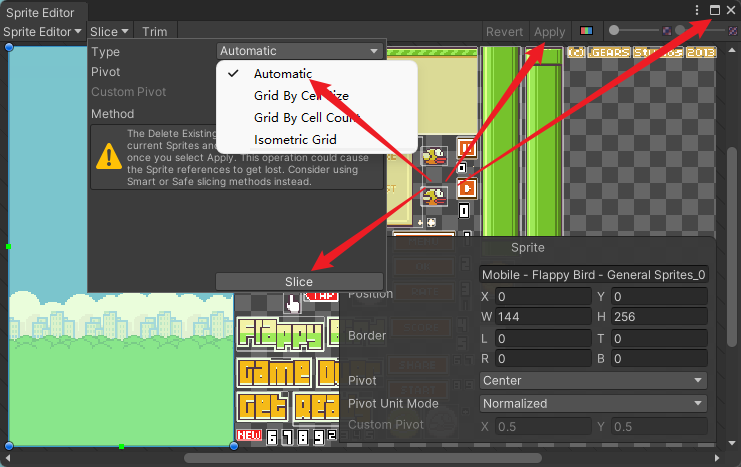 Sprite Editor
Sprite Editor Slice Trim Revert Apply
Type Automatic
Pivot
Custom Pivot
Method
Automatic
Grid By Cell Size
Grid By Cell Count
Isometric Grid
The Delete Existing
current Sprites and
once you select Apply. This operation could cause
the Sprite references to get lost. Consider using
Smart or Safe slicing methods instead.
Slice
(c) .GEARS Studios 2013
TAP
Flappy
Game O
Get Rea
NEW 6 7 8 9 2
Sprite
Mobile - Flappy Bird - General Sprites_0
Position
X 0 Y 0
W 144 H 256
Border
L 0 T 0
R 0 B 0
Pivot Center
Pivot Unit Mode Normalized
Custom Pivot X 0.5 Y 0.5